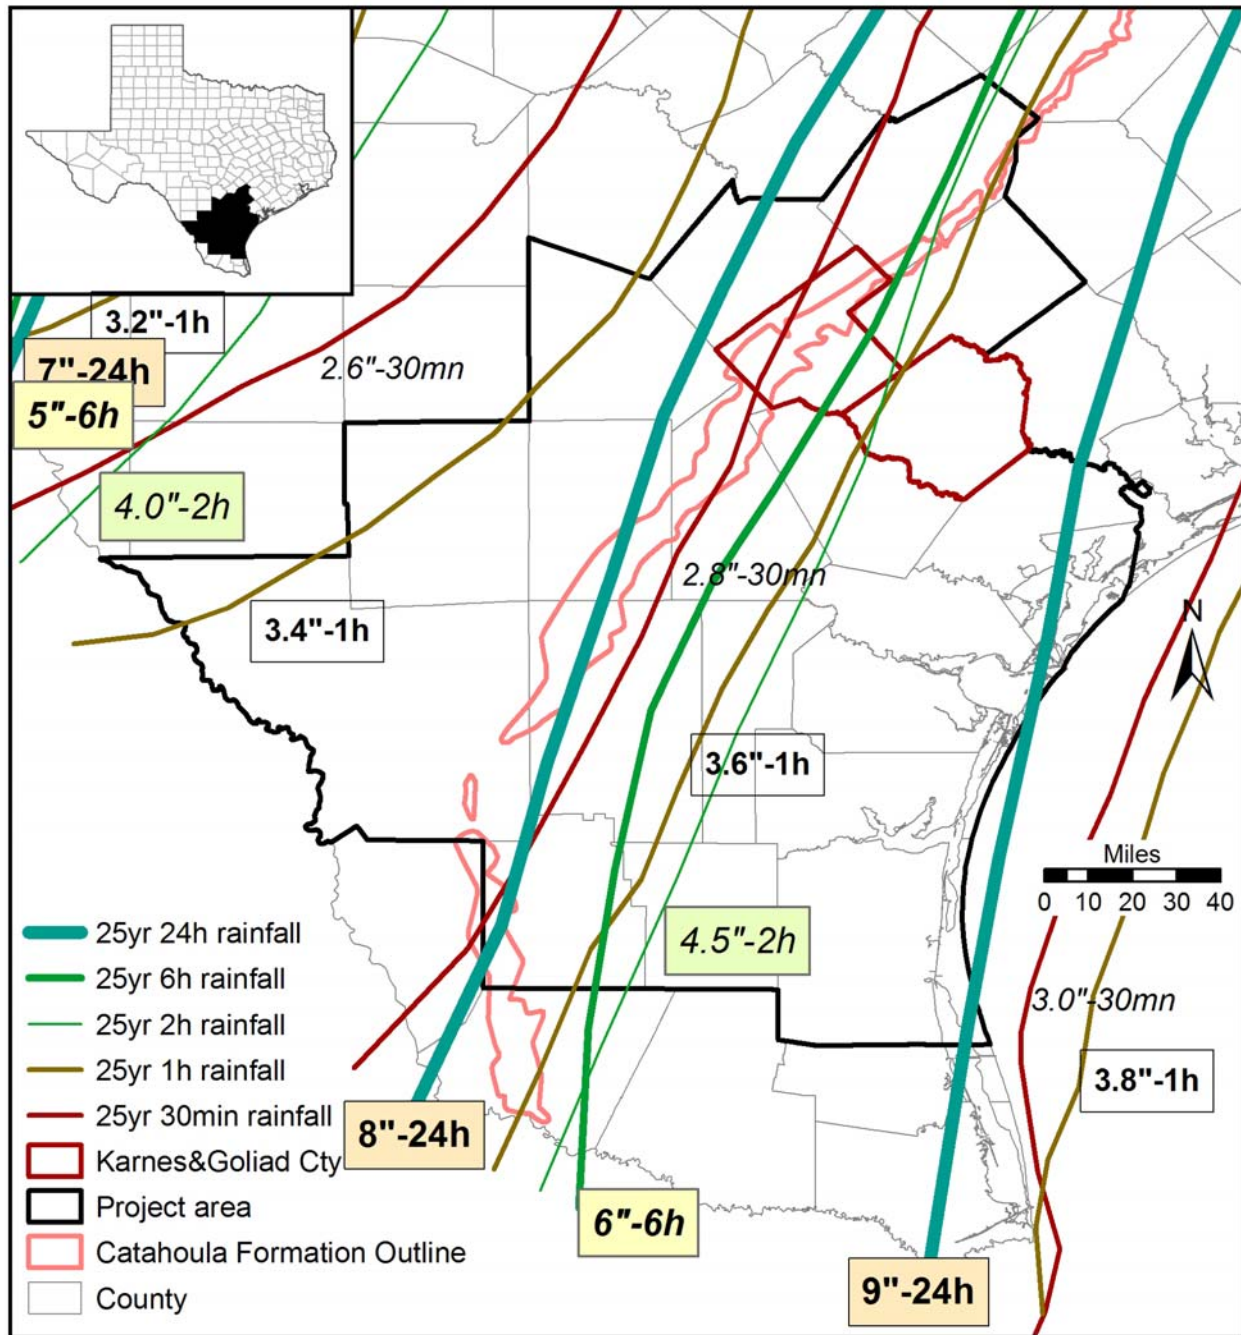 3.2"-1h
7"-24h
2.6"-30mn
5"-6h
4.0"-2h
2.8"-30mn
3.4"-1h
N
3.6"-1h
Miles
0 10 20 30 40
25yr 24h rainfall
4.5"-2h
25yr 6h rainfall
3.0"-30mn
25yr 2h rainfall
25yr 1h rainfall
3.8"-1h
25yr 30min rainfall
8"-24h
Karnes&Goliad Cty
Project area
6"-6h
Catahoula Formation Outline
9"-24h
County